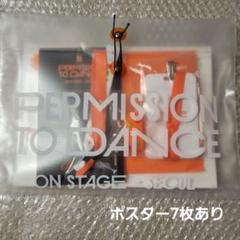 PERMISSION
TO DANCE
ON STAGE - SEOUL
ポスター7枚あり